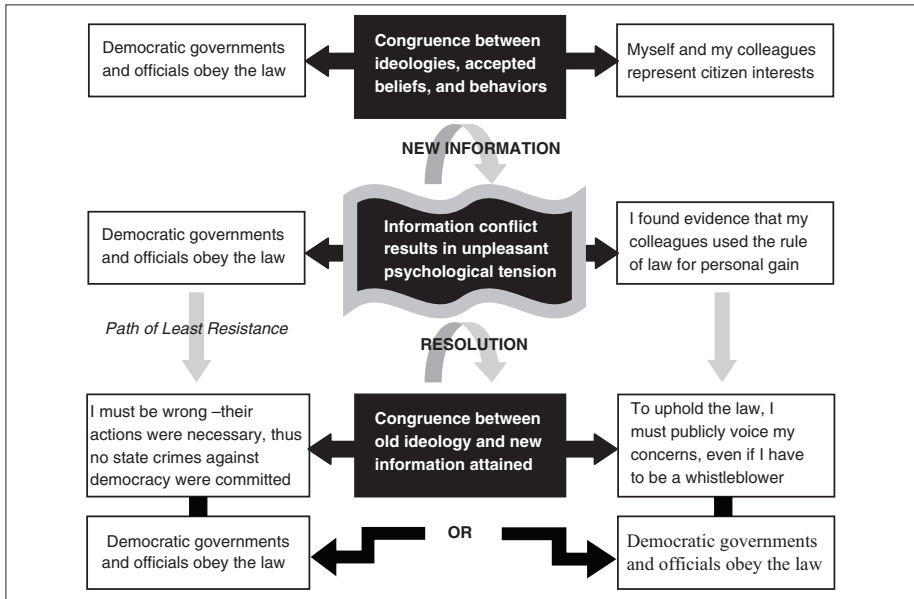 Democratic governments
and officials obey the law
Congruence between
ideologies, accepted
beliefs, and behaviors
Myself and my colleagues
represent citizen interests
NEW INFORMATION
Democratic governments
and officials obey the law
Information conflict
results in unpleasant
psychological tension
I found evidence that my
colleagues used the rule
of law for personal gain
Path of Least Resistance
RESOLUTION
I must be wrong –their
actions were necessary, thus
no state crimes against
democracy were committed
Congruence between
old ideology and new
information attained
To uphold the law, I
must publicly voice my
concerns, even if I have
to be a whistleblower
Democratic governments
and officials obey the law
OR
Democratic governments
and officials obey the law